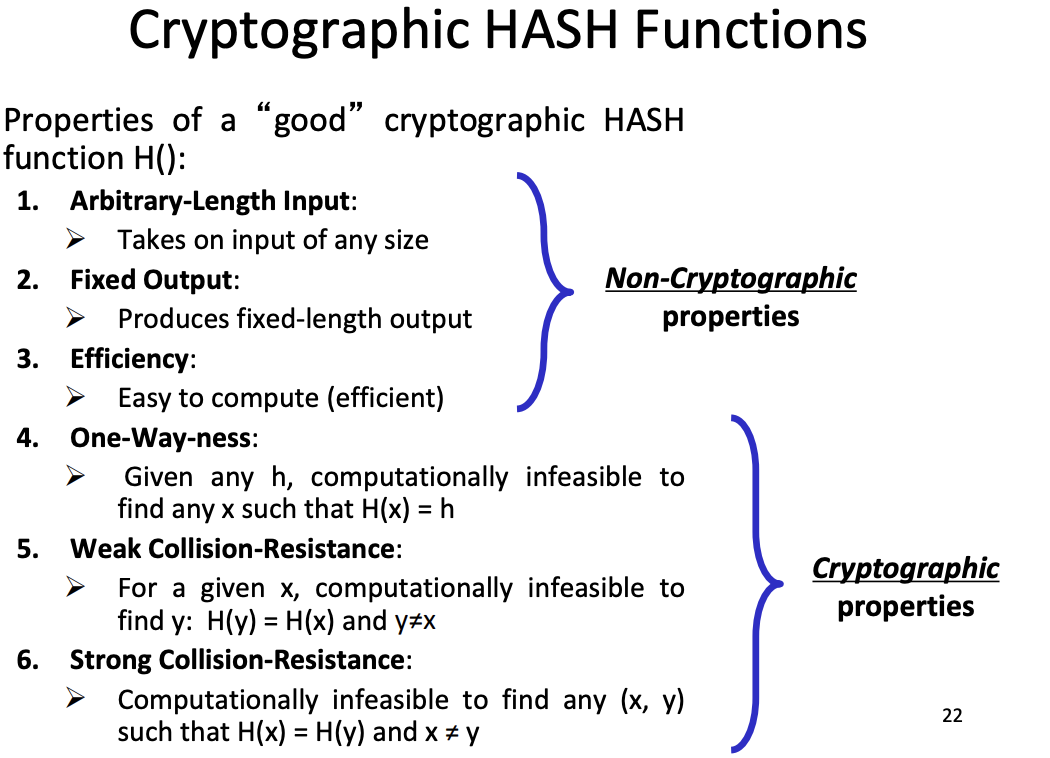 Cryptographic HASH Functions
Properties of a “good” cryptographic HASH
function H():
1. Arbitrary-Length Input:
➢ Takes on input of any size
2. Fixed Output:
➢ Produces fixed-length output
3. Efficiency:
➢ Easy to compute (efficient)
Non-Cryptographic
properties
4. One-Way-ness:
➢ Given any h, computationally infeasible to
find any x such that H(x) = h
5. Weak Collision-Resistance:
➢ For a given x, computationally infeasible to
find y: H(y) = H(x) and y≠x
6. Strong Collision-Resistance:
➢ Computationally infeasible to find any (x, y)
such that H(x) = H(y) and x ≠ y
Cryptographic
properties
22